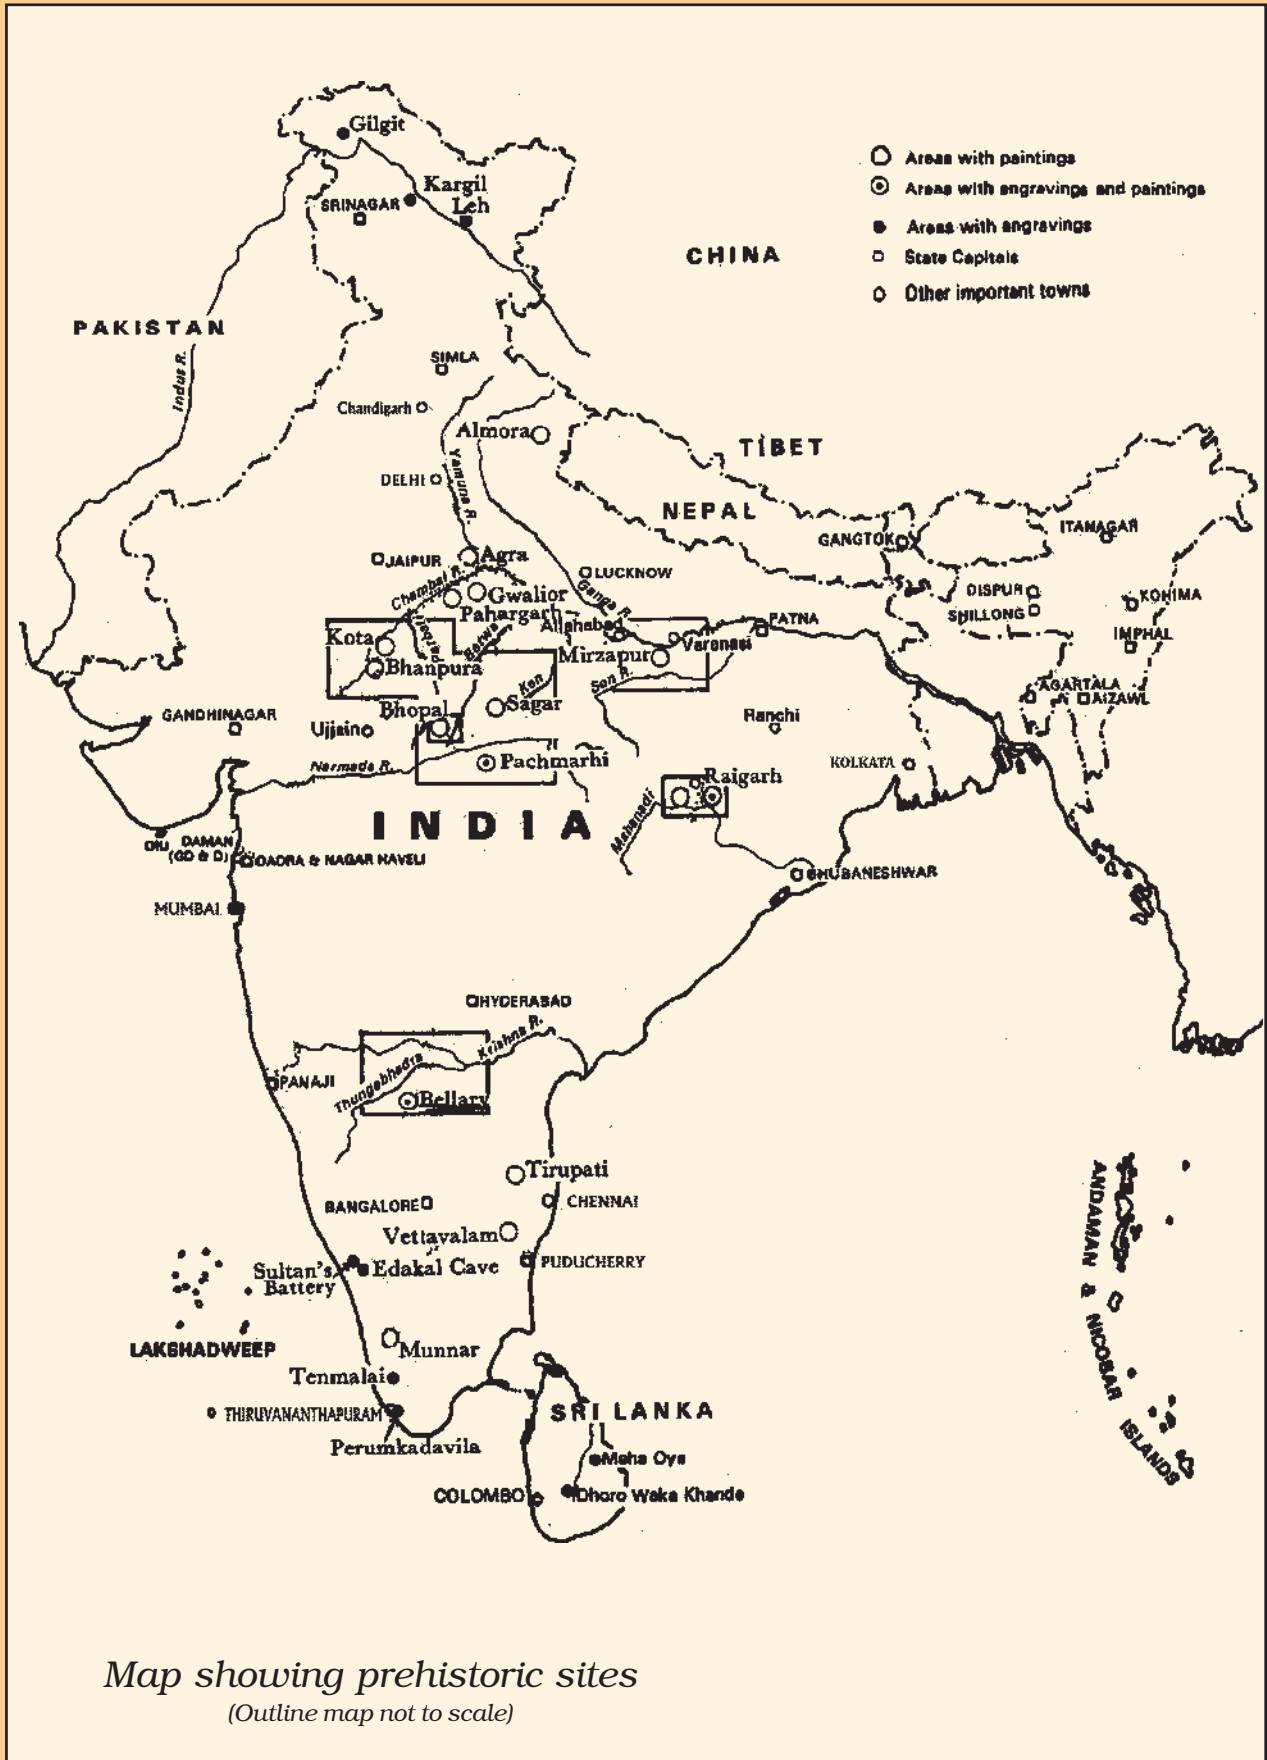 Gilgit
Kargil
Leh
SRINAGAR
Areas with paintings
Areas with engravings and paintings
Areas with engravings
State Capitals
Other important towns
CHINA
PAKISTAN
Indus R.
SIMLA
Chandigarh
Almora
TIBET
DELHI
Yamuna R.
NEPAL
GANGTOK
ITANAGAR
JAIPUR
Agra
LUCKNOW
Chambal R.
Gwalior
Ganga R.
DISPUR
KOHIMA
Pahargarh
SHILLONG
Allahabad
PATNA
IMPHAL
Kota
Betwa
Varanasi
Mirzapur
Bhanpura
Ken
Son R.
AGARTALA
AIZAWL
GANDHINAGAR
Bhopal
Sagar
Ranchi
Ujjain
Narmada R.
Pachmarhi
KOLKATA
Raigarh
INDIA
Mahanadi
DIU
DAMAN
(GD & D)
DADRA & NAGAR HAVELI
BHUBANESHWAR
MUMBAI
HYDERABAD
Krishna R.
PANAJI
Thungabhadra
Bellary
Tirupati
BANGALORE
CHENNAI
Vettavalam
PUDUCHERRY
Sultan's
Battery
Edakal Cave
ANDAMAN & NICOBAR ISLANDS
LAKSHADWEEP
Munnar
Tenmalai
THIRUVANANTHAPURAM
SRI LANKA
Perumkadavila
Maha Oya
COLOMBO
Dhoro Waka Khande
Map showing prehistoric sites
(Outline map not to scale)